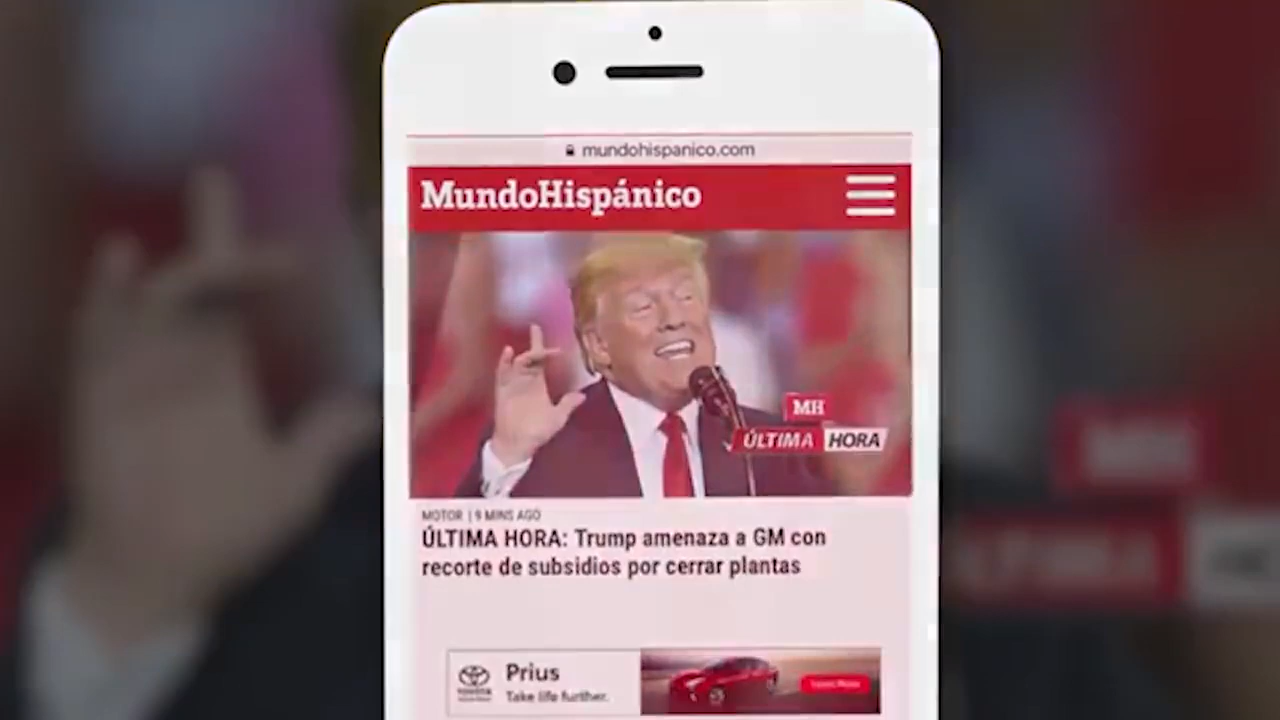 mundohispanico.com
MundoHispánico
MH
ÚLTIMA HORA
MOTOR | 9 MINS AGO
ÚLTIMA HORA: Trump amenaza a GM con
recorte de subsidios por cerrar plantas
Prius
TOYOTA
Take life further.